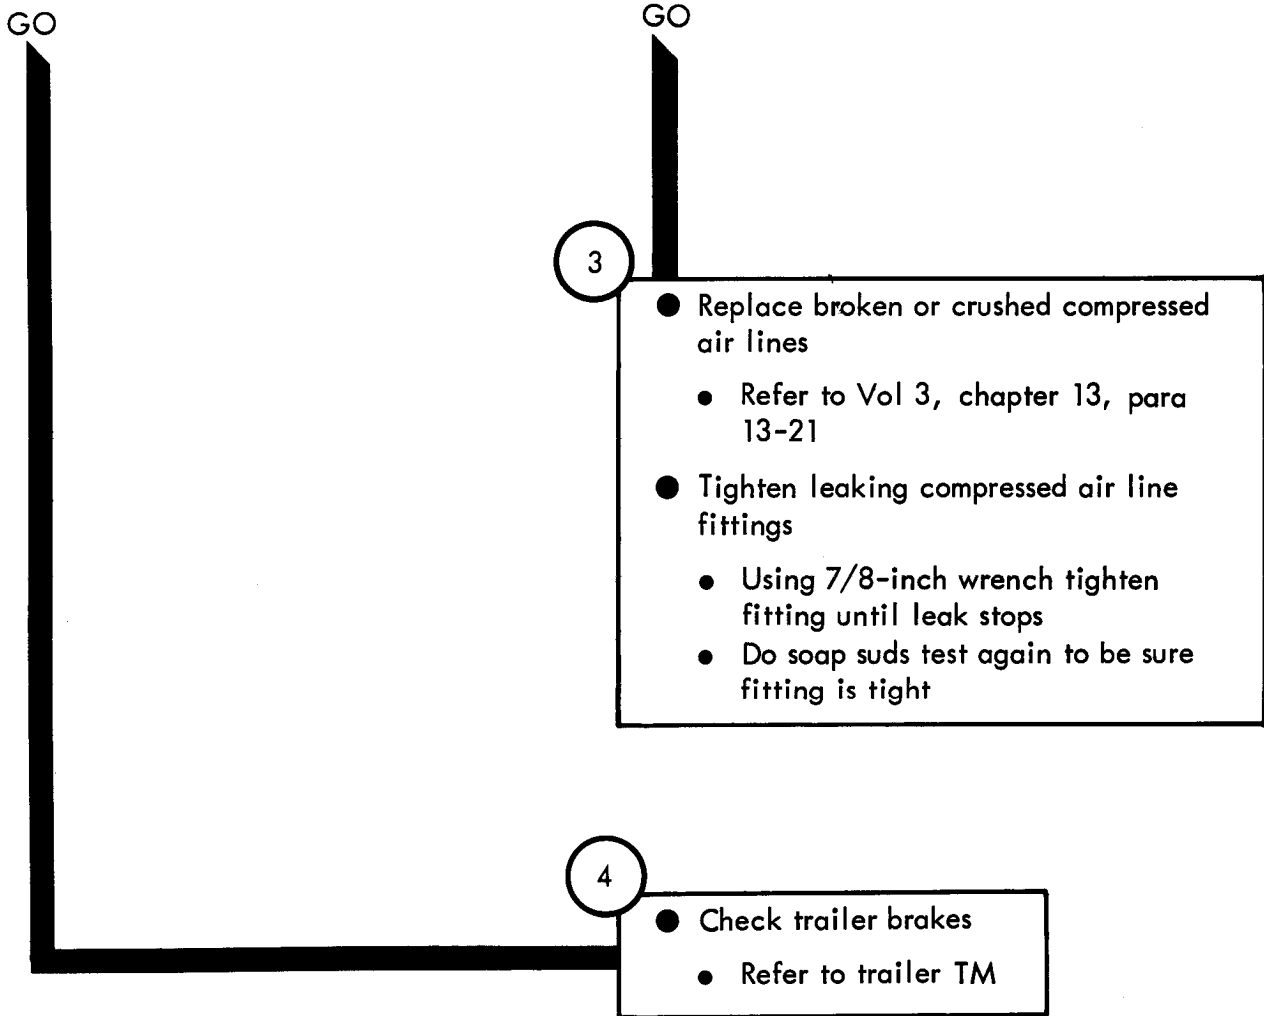 GO
GO
3
● Replace broken or crushed compressed
air lines
● Refer to Vol 3, chapter 13, para
13-21
● Tighten leaking compressed air line
fittings
● Using 7/8-inch wrench tighten
fitting until leak stops
● Do soap suds test again to be sure
fitting is tight
4
● Check trailer brakes
● Refer to trailer TM